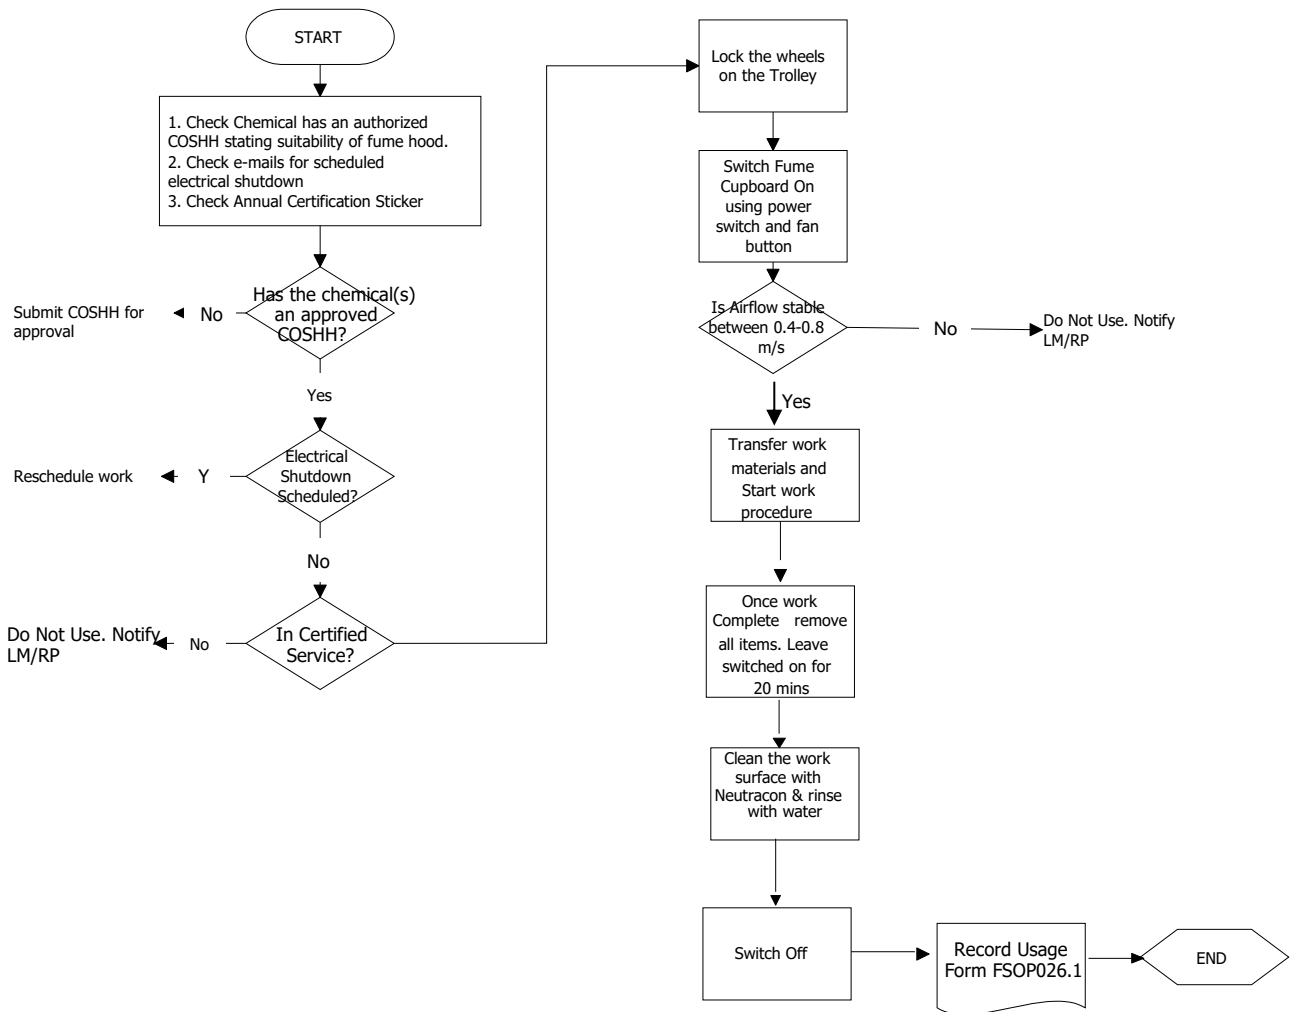 START
1. Check Chemical has an authorized
COSHH stating suitability of fume hood.
2. Check e-mails for scheduled
electrical shutdown
3. Check Annual Certification Sticker
Has the chemical(s)
an approved
COSHH?
No
Submit COSHH for
approval
Yes
Electrical
Shutdown
Scheduled?
Y
Reschedule work
No
In Certified
Service?
No
Do Not Use. Notify
LM/RP
Lock the wheels
on the Trolley
Switch Fume
Cupboard On
using power
switch and fan
button
Is Airflow stable
between 0.4-0.8
m/s
No
Do Not Use. Notify
LM/RP
Yes
Transfer work
materials and
Start work
procedure
Once work
Complete remove
all items. Leave
switched on for
20 mins
Clean the work
surface with
Neutracon & rinse
with water
Switch Off
Record Usage
Form FSOP026.1
END